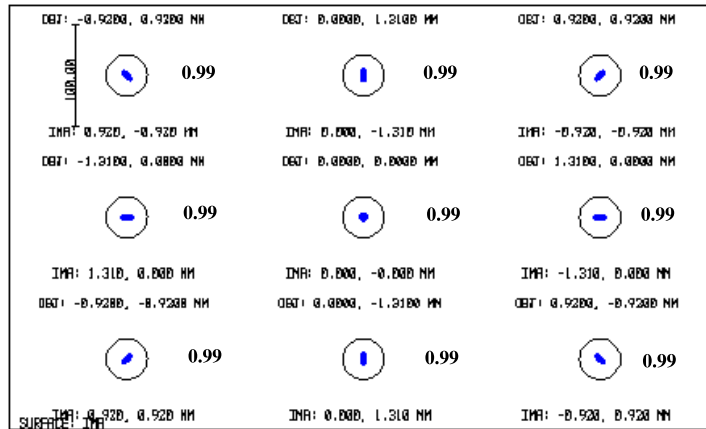 OBJ: -0.9200, 0.9200 MM OBJ: 0.0000, 1.3100 MM OBJ: 0.9200, 0.9200 MM
100.00
0.99 0.99 0.99
IMA: 0.920, -0.920 MM IMA: 0.000, -1.310 MM IMA: -0.920, -0.920 MM
OBJ: -1.3100, 0.0000 MM OBJ: 0.0000, 0.0000 MM OBJ: 1.3100, 0.0000 MM
0.99 0.99 0.99
IMA: 1.310, 0.000 MM IMA: 0.000, -0.000 MM IMA: -1.310, 0.000 MM
OBJ: -0.9200, -0.9200 MM OBJ: 0.0000, -1.3100 MM OBJ: 0.9200, -0.9200 MM
0.99 0.99 0.99
IMA: 0.920, 0.920 MM IMA: 0.000, 1.310 MM IMA: -0.920, 0.920 MM
SURFACE: IMA